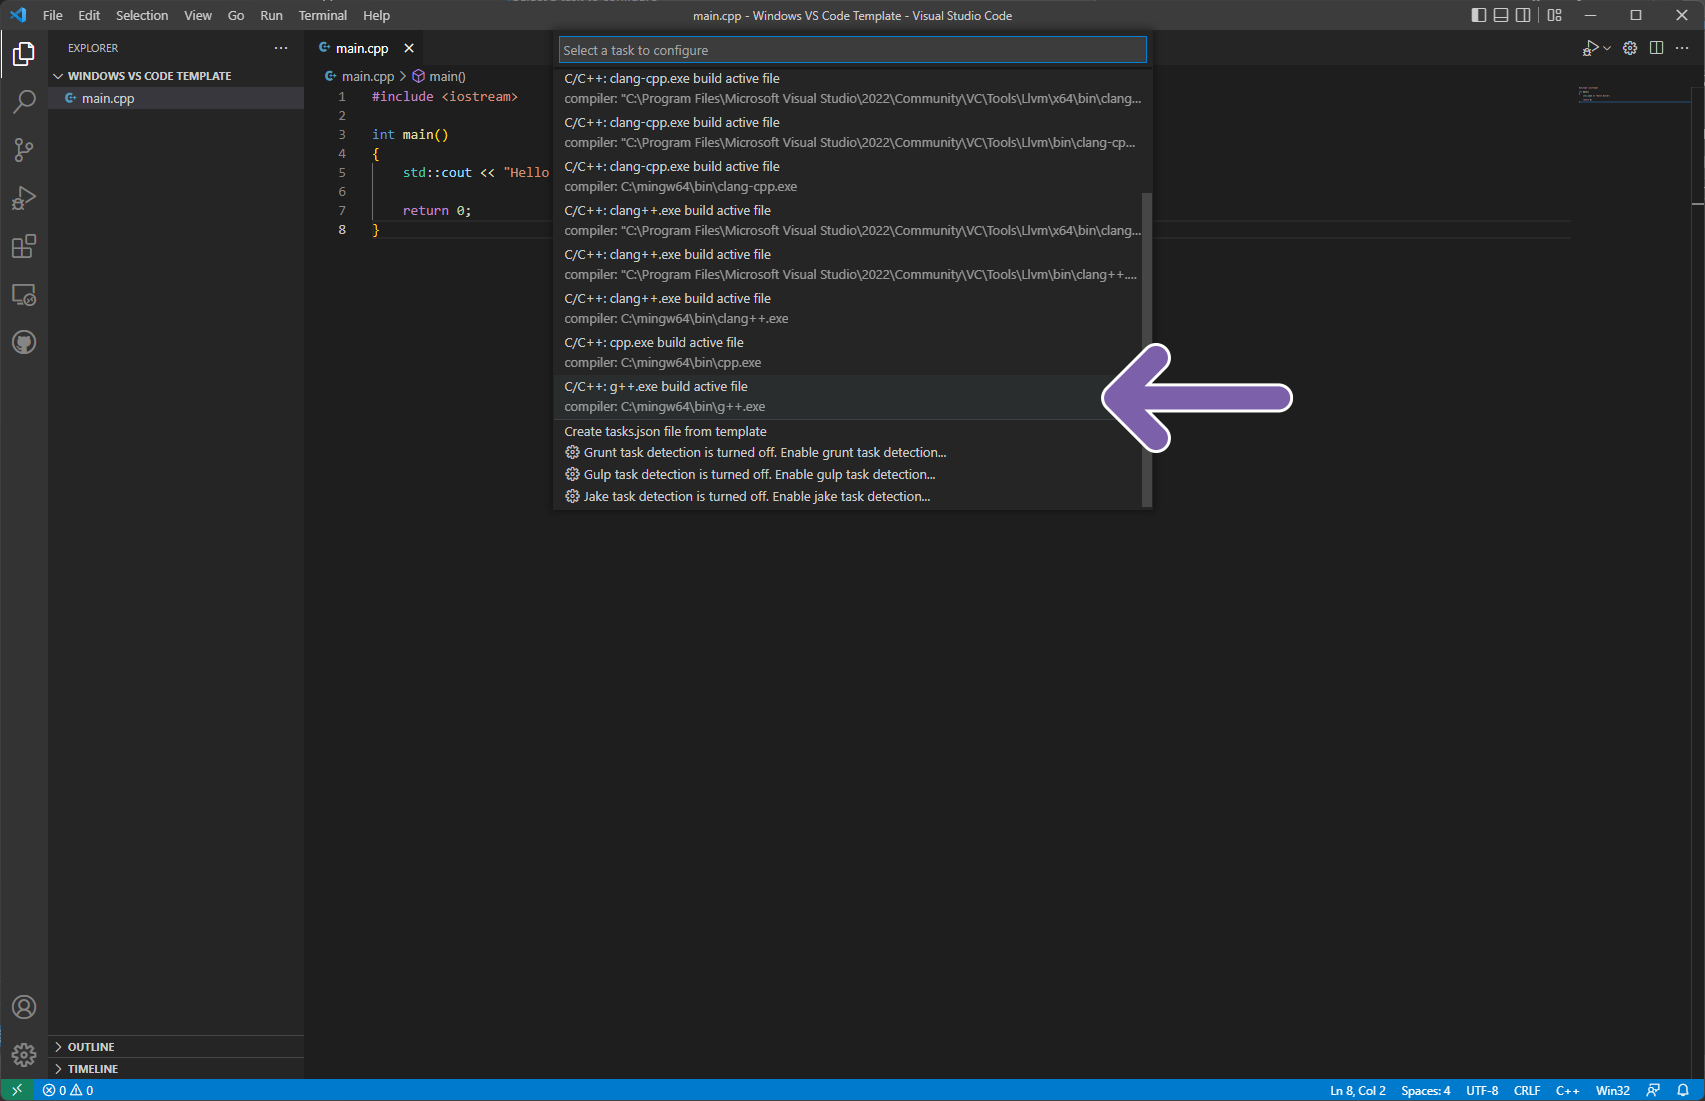 File Edit Selection View Go Run Terminal Help
main.cpp - Windows VS Code Template - Visual Studio Code
EXPLORER
WINDOWS VS CODE TEMPLATE
main.cpp
main.cpp
main.cpp > main()
1 #include <iostream>
2
3 int main()
4 {
5 std::cout << "Hello
6
7 return 0;
8 }
Select a task to configure
C/C++: clang-cpp.exe build active file
compiler: "C:\Program Files\Microsoft Visual Studio\2022\Community\VC\Tools\Llvm\x64\bin\clang...
C/C++: clang-cpp.exe build active file
compiler: "C:\Program Files\Microsoft Visual Studio\2022\Community\VC\Tools\Llvm\bin\clang-cp...
C/C++: clang-cpp.exe build active file
compiler: C:\mingw64\bin\clang-cpp.exe
C/C++: clang++.exe build active file
compiler: "C:\Program Files\Microsoft Visual Studio\2022\Community\VC\Tools\Llvm\x64\bin\clang...
C/C++: clang++.exe build active file
compiler: "C:\Program Files\Microsoft Visual Studio\2022\Community\VC\Tools\Llvm\bin\clang++....
C/C++: clang++.exe build active file
compiler: C:\mingw64\bin\clang++.exe
C/C++: cpp.exe build active file
compiler: C:\mingw64\bin\cpp.exe
C/C++: g++.exe build active file
compiler: C:\mingw64\bin\g++.exe
Create tasks.json file from template
Grunt task detection is turned off. Enable grunt task detection...
Gulp task detection is turned off. Enable gulp task detection...
Jake task detection is turned off. Enable jake task detection...
OUTLINE
TIMELINE
0 0
Ln 8, Col 2 Spaces: 4 UTF-8 CRLF C++ Win32